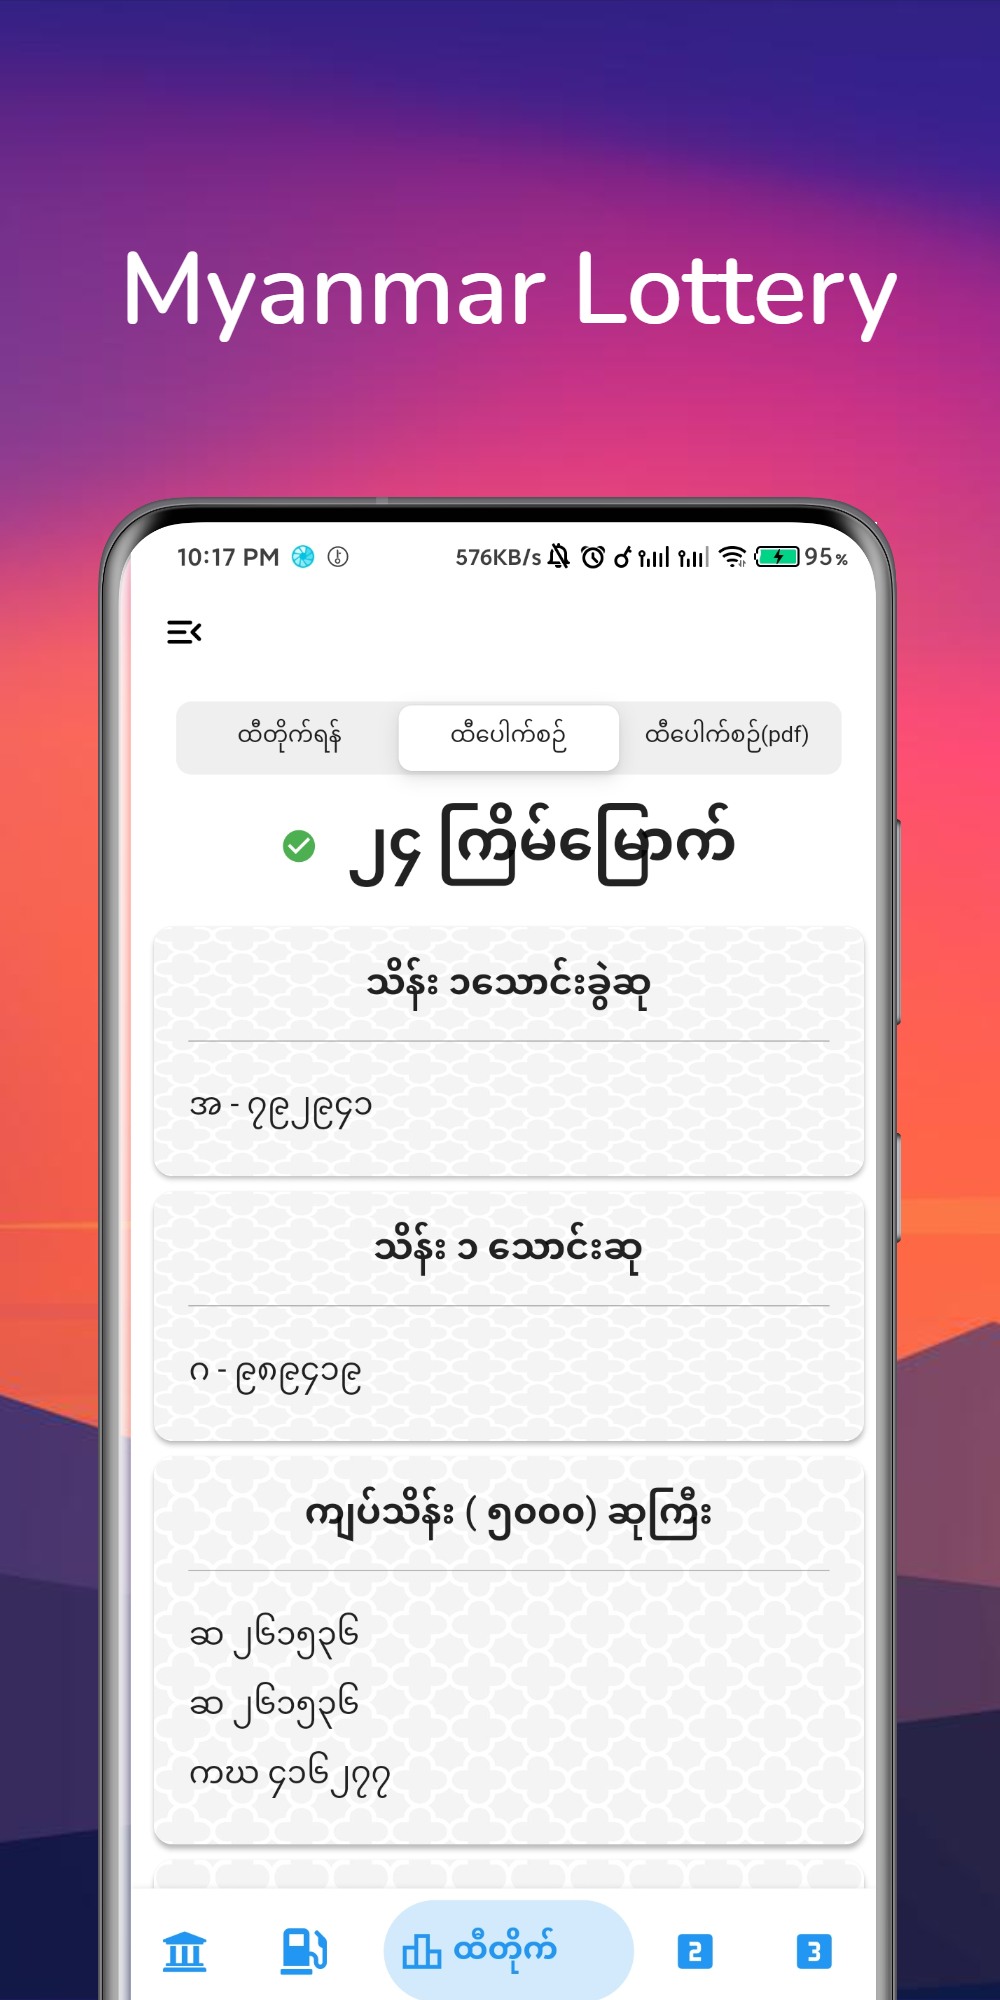 Myanmar Lottery
10:17 PM 576KB/s 95%
ထီတိုက်ရန် ထီပေါက်စဉ် ထီပေါက်စဉ်(pdf)
၂၄ ကြိမ်မြောက်
သိန်း ၁သောင်းခွဲဆု
အ - ၇၉၂၉၄၁
သိန်း ၁ သောင်းဆု
ဂ - ၉၈၉၄၁၉
ကျပ်သိန်း ( ၅၀၀၀) ဆုကြီး
ဆ ၂၆၁၅၃၆
ဆ ၂၆၁၅၃၆
ကဃ ၄၁၆၂၇၇
ထီတိုက် 2 3